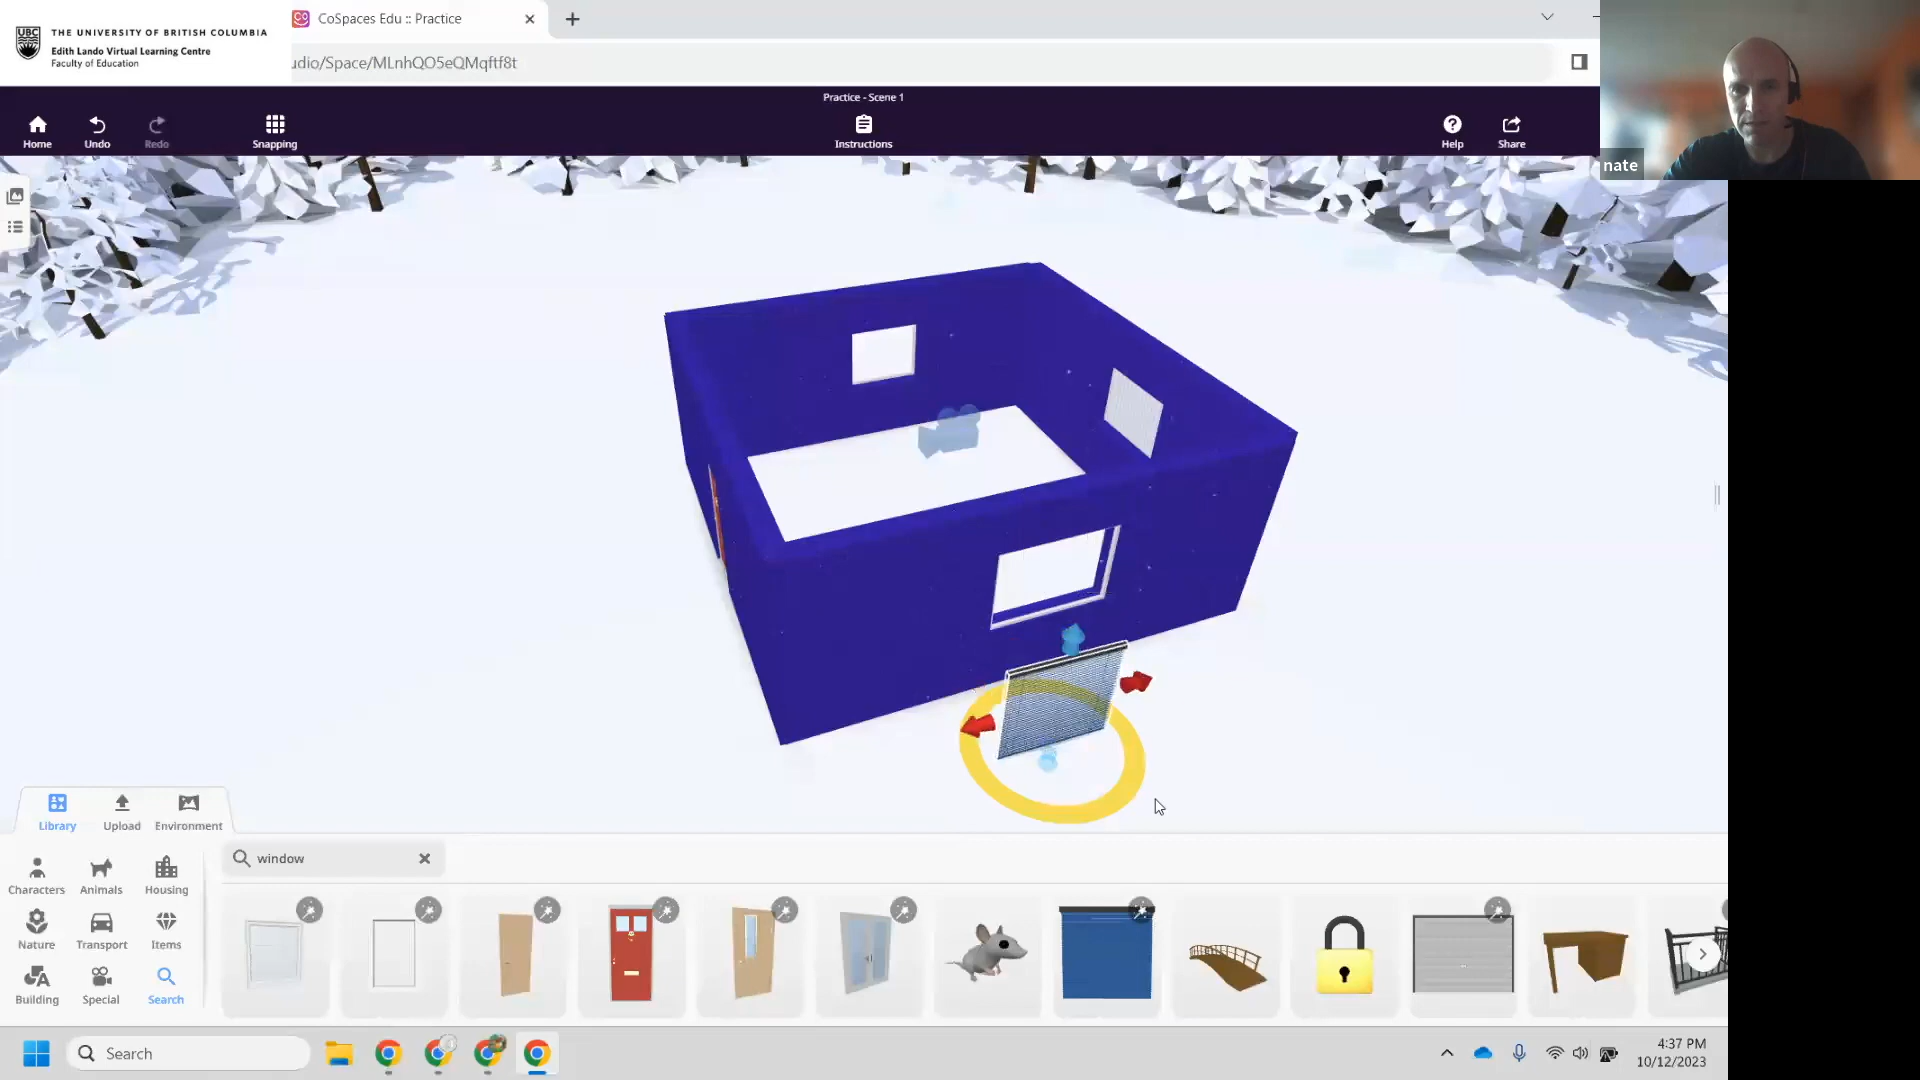 THE UNIVERSITY OF BRITISH COLUMBIA
UBC
Edith Lando Virtual Learning Centre
Faculty of Education
CoSpaces Edu :: Practice
udio/Space/MLnhQO5eQMqftf8t
Practice - Scene 1
Home
Undo
Redo
Snapping
Instructions
Help
Share
nate
Library
Upload
Environment
window
Characters
Animals
Housing
Nature
Transport
Items
Building
Special
Search
Search
4:37 PM
10/12/2023